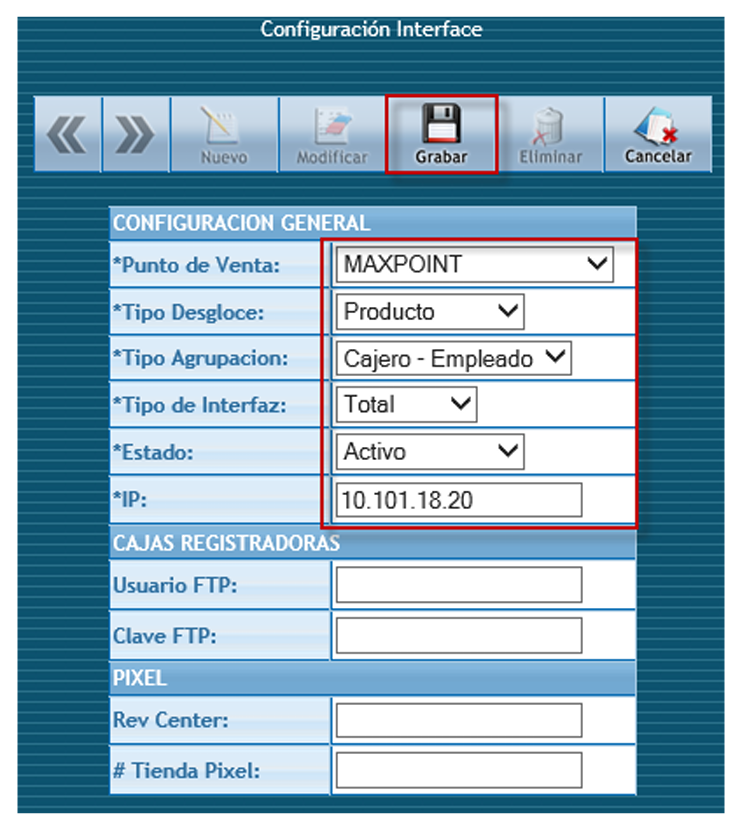 Configuración Interface
Nuevo Modificar Grabar Eliminar Cancelar
CONFIGURACION GENERAL
*Punto de Venta: MAXPOINT
*Tipo Desgloce: Producto
*Tipo Agrupacion: Cajero - Empleado
*Tipo de Interfaz: Total
*Estado: Activo
*IP: 10.101.18.20
CAJAS REGISTRADORAS
Usuario FTP:
Clave FTP:
PIXEL
Rev Center:
# Tienda Pixel: